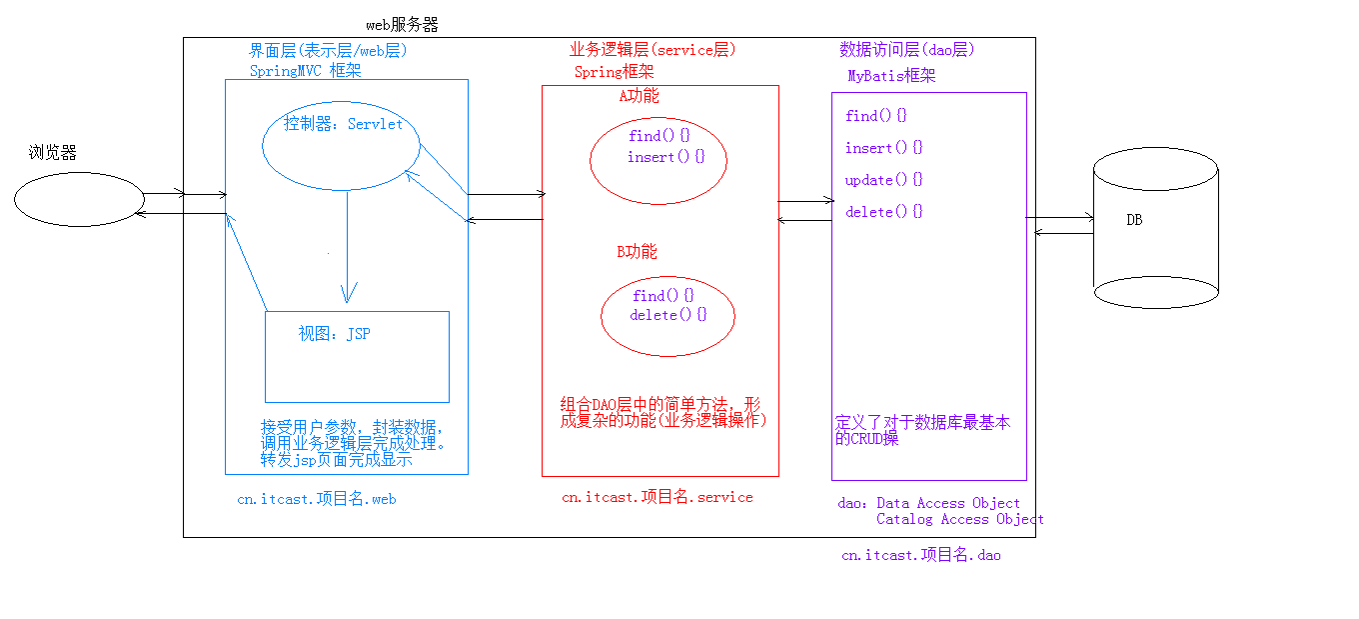 web服务器
浏览器
界面层(表示层/web层)
SpringMVC 框架
控制器：Servlet
视图：JSP
接受用户参数，封装数据，
调用业务逻辑层完成处理。
转发jsp页面完成显示
cn.itcast.项目名.web
业务逻辑层(service层)
Spring框架
A功能
find(){}
insert(){}
B功能
find(){}
delete(){}
组合DAO层中的简单方法，形
成复杂的功能(业务逻辑操作)
cn.itcast.项目名.service
数据访问层(dao层)
MyBatis框架
find(){}
insert(){}
update(){}
delete(){}
定义了对于数据库最基本
的CRUD操
dao：Data Access Object
Catalog Access Object
cn.itcast.项目名.dao
DB